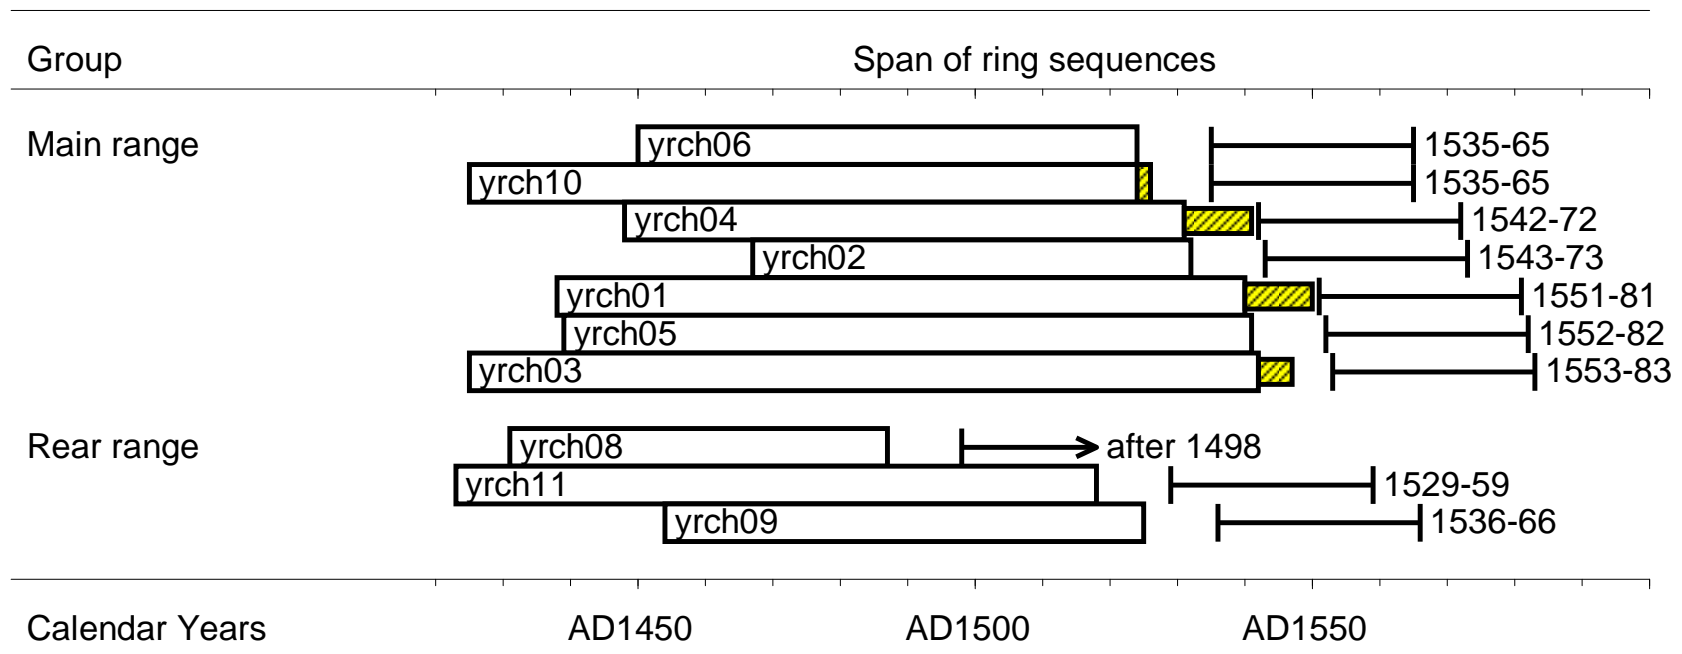 Group Span of ring sequences
Main range yrch06 1535-65
yrch10 1535-65
yrch04 1542-72
yrch02 1543-73
yrch01 1551-81
yrch05 1552-82
yrch03 1553-83
Rear range yrch08 after 1498
yrch11 1529-59
yrch09 1536-66
Calendar Years AD1450 AD1500 AD1550